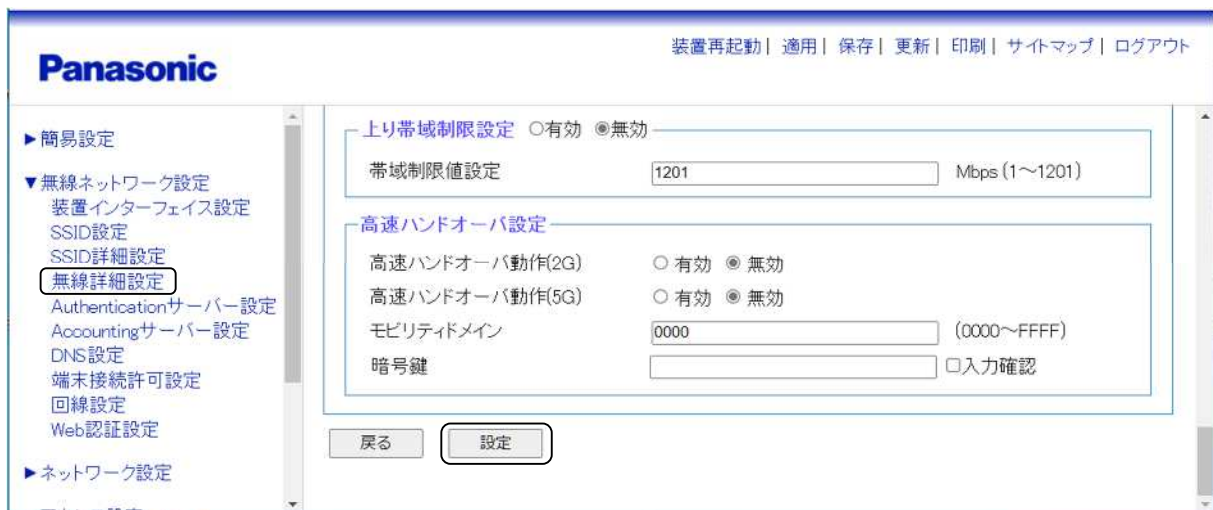 装置再起動| 適用| 保存| 更新| 印刷| サイトマップ| ログアウト
Panasonic
▶簡易設定
▼無線ネットワーク設定
装置インターフェイス設定
SSID設定
SSID詳細設定
無線詳細設定
Authenticationサーバー設定
Accountingサーバー設定
DNS設定
端末接続許可設定
回線設定
Web認証設定
▶ネットワーク設定
上り帯域制限設定 ○有効 ◉無効
帯域制限値設定 1201 Mbps (1～1201)
高速ハンドオーバ設定
高速ハンドオーバ動作(2G) ○ 有効 ◉ 無効
高速ハンドオーバ動作(5G) ○ 有効 ◉ 無効
モビリティドメイン 0000 (0000～FFFF)
暗号鍵 □入力確認
戻る 設定